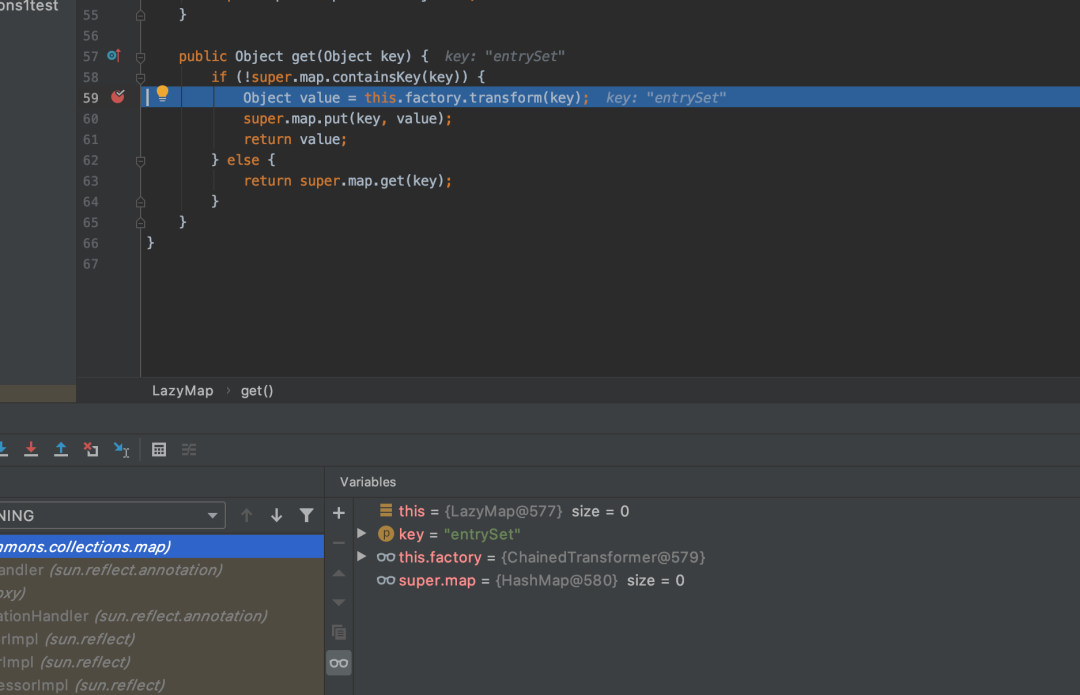 ons1test
55 }
56
57 public Object get(Object key) { key: "entrySet"
58 if (!super.map.containsKey(key)) {
59 Object value = this.factory.transform(key); key: "entrySet"
60 super.map.put(key, value);
61 return value;
62 } else {
63 return super.map.get(key);
64 }
65 }
66 }
67
LazyMap › get()
Variables
NING
this = {LazyMap@577} size = 0
key = "entrySet"
this.factory = {ChainedTransformer@579}
super.map = {HashMap@580} size = 0
mmons.collections.map)
andler (sun.reflect.annotation)
oxy)
ationHandler (sun.reflect.annotation)
rImpl (sun.reflect)
rImpl (sun.reflect)
essorImpl (sun.reflect)